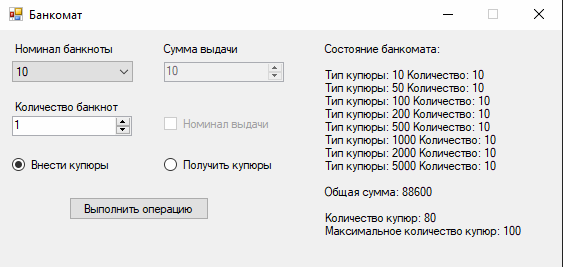 Банкомат
Номинал банкноты
10
Количество банкнот
1
Внести купюры
Сумма выдачи
10
Номинал выдачи
Получить купюры
Выполнить операцию
Состояние банкомата:
Тип купюры: 10 Количество: 10
Тип купюры: 50 Количество: 10
Тип купюры: 100 Количество: 10
Тип купюры: 200 Количество: 10
Тип купюры: 500 Количество: 10
Тип купюры: 1000 Количество: 10
Тип купюры: 2000 Количество: 10
Тип купюры: 5000 Количество: 10
Общая сумма: 88600
Количество купюр: 80
Максимальное количество купюр: 100